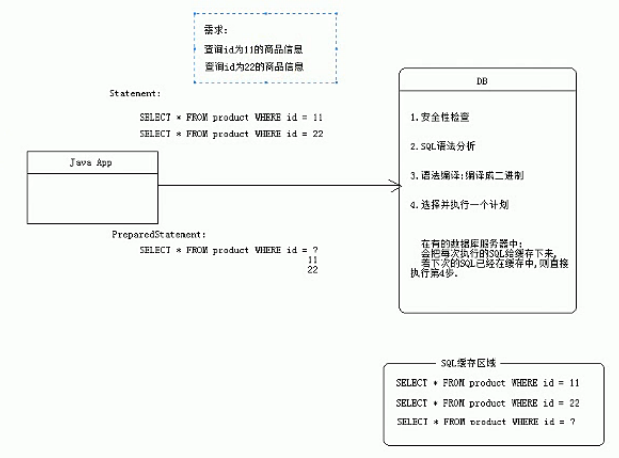 需求:
查询id为11的商品信息
查询id为22的商品信息
Statement:
SELECT * FROM product WHERE id = 11
SELECT * FROM product WHERE id = 22
Java App
PreparedStatement:
SELECT * FROM product WHERE id = ?
11
22
DB
1.安全性检查
2.SQL语法分析
3.语法编译:编译成二进制
4.选择并执行一个计划
在有的数据库服务器中:
会把每次执行的SQL给缓存下来,
若下次的SQL已经在缓存中,则直接
执行第4步.
SQL缓存区域
SELECT * FROM product WHERE id = 11
SELECT * FROM product WHERE id = 22
SELECT * FROM product WHERE id = ?